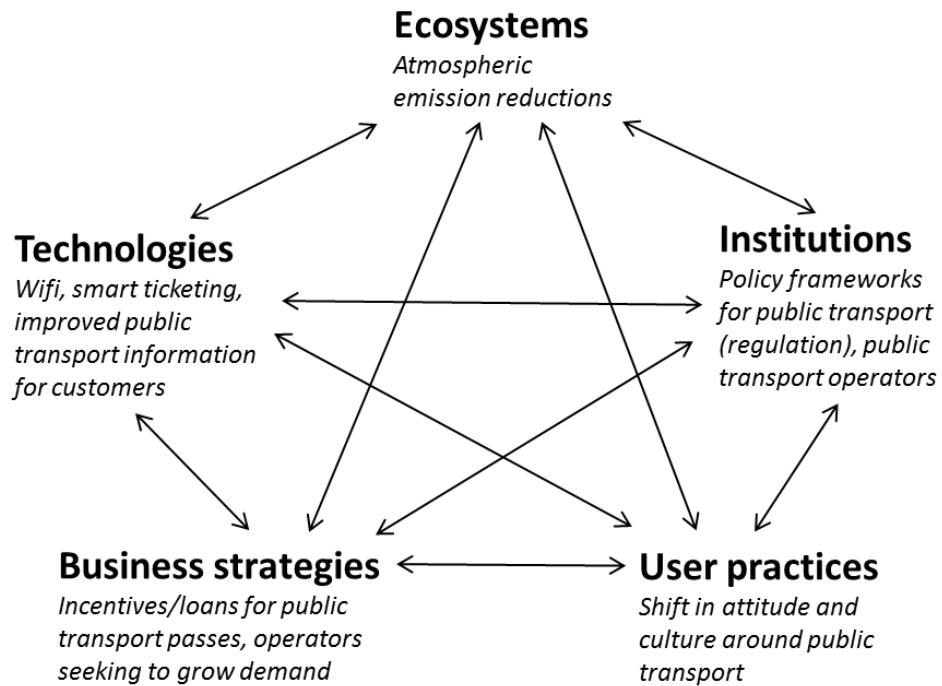 Ecosystems
Atmospheric
emission reductions
Technologies
Wifi, smart ticketing,
improved public
transport information
for customers
Institutions
Policy frameworks
for public transport
(regulation), public
transport operators
Business strategies
Incentives/loans for public
transport passes, operators
seeking to grow demand
User practices
Shift in attitude and
culture around public
transport